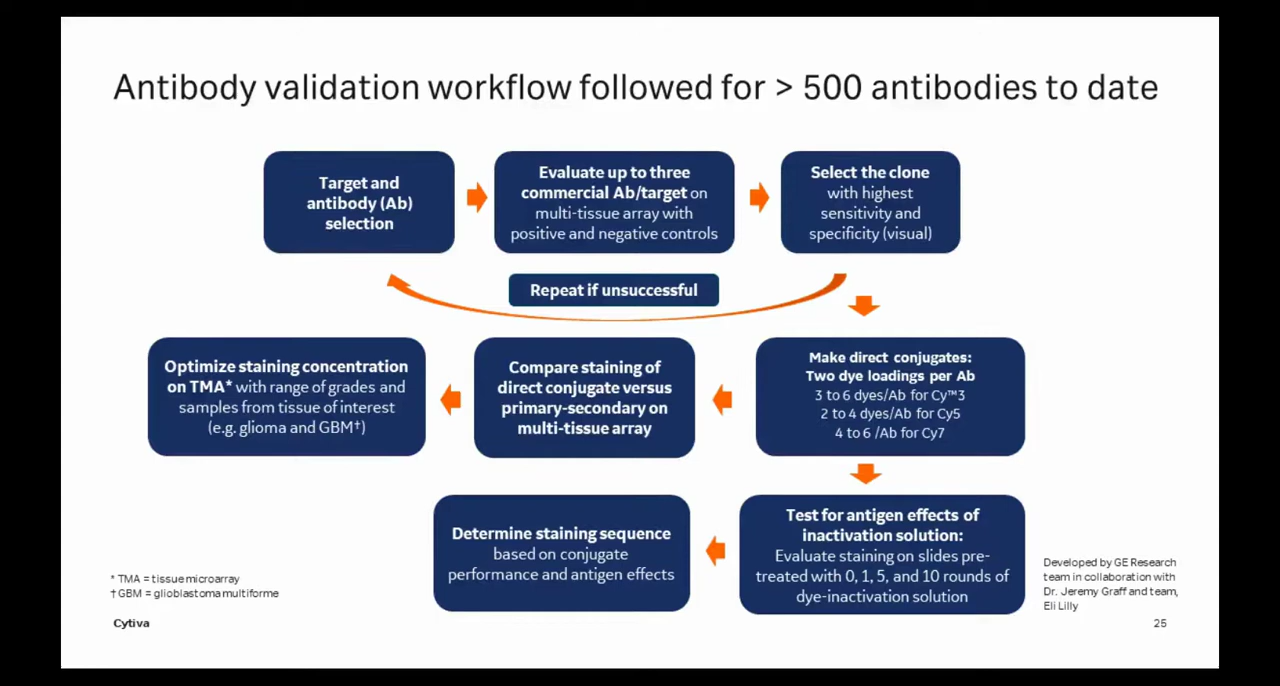 Antibody validation workflow followed for > 500 antibodies to date
Target and
antibody (Ab)
selection
Evaluate up to three
commercial Ab/target on
multi-tissue array with
positive and negative controls
Select the clone
with highest
sensitivity and
specificity (visual)
Repeat if unsuccessful
Make direct conjugates:
Two dye loadings per Ab
3 to 6 dyes/Ab for Cy™3
2 to 4 dyes/Ab for Cy5
4 to 6 /Ab for Cy7
Compare staining of
direct conjugate versus
primary-secondary on
multi-tissue array
Optimize staining concentration
on TMA* with range of grades and
samples from tissue of interest
(e.g. glioma and GBM†)
Test for antigen effects of
inactivation solution:
Evaluate staining on slides pre-
treated with 0, 1, 5, and 10 rounds of
dye-inactivation solution
Determine staining sequence
based on conjugate
performance and antigen effects
* TMA = tissue microarray
† GBM = glioblastoma multiforme
Developed by GE Research
team in collaboration with
Dr. Jeremy Graff and team,
Eli Lilly
Cytiva
25